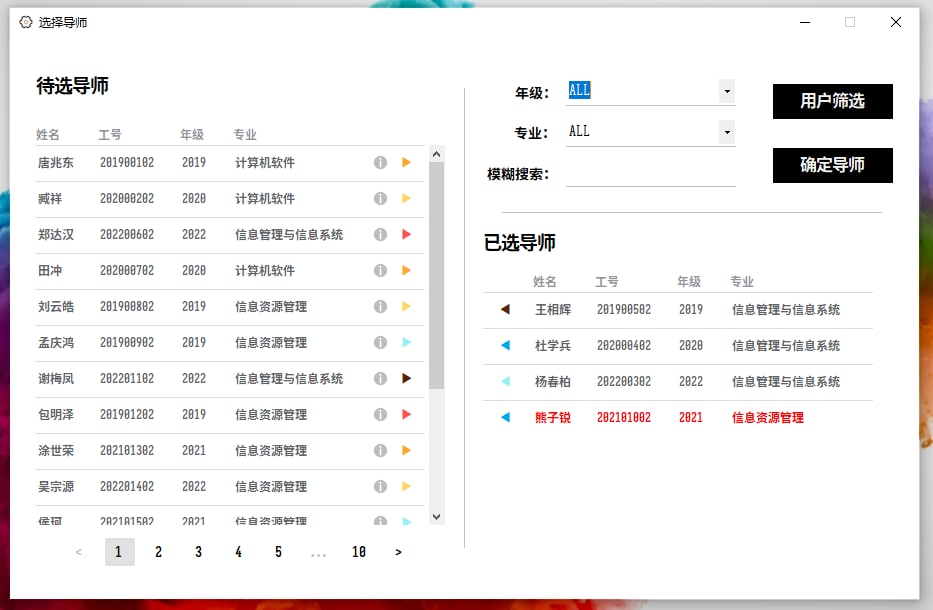 选择导师
待选导师
姓名 工号 年级 专业
唐兆东 201900102 2019 计算机软件
臧祥 202000202 2020 计算机软件
郑达汉 202200602 2022 信息管理与信息系统
田冲 202000702 2020 计算机软件
刘云皓 201900802 2019 信息资源管理
孟庆鸿 201900902 2019 信息资源管理
谢梅凤 202201102 2022 信息管理与信息系统
包明泽 201901202 2019 信息资源管理
涂世荣 202101302 2021 信息资源管理
吴宗源 202201402 2022 信息资源管理
侯珂 202101502 2021 信息资源管理
< 1 2 3 4 5 ... 10 >
年级: ALL
专业: ALL
模糊搜索:
用户筛选
确定导师
已选导师
姓名 工号 年级 专业
王相辉 201900502 2019 信息管理与信息系统
杜学兵 202000402 2020 信息管理与信息系统
杨春柏 202200302 2022 信息管理与信息系统
熊子锐 202101002 2021 信息资源管理